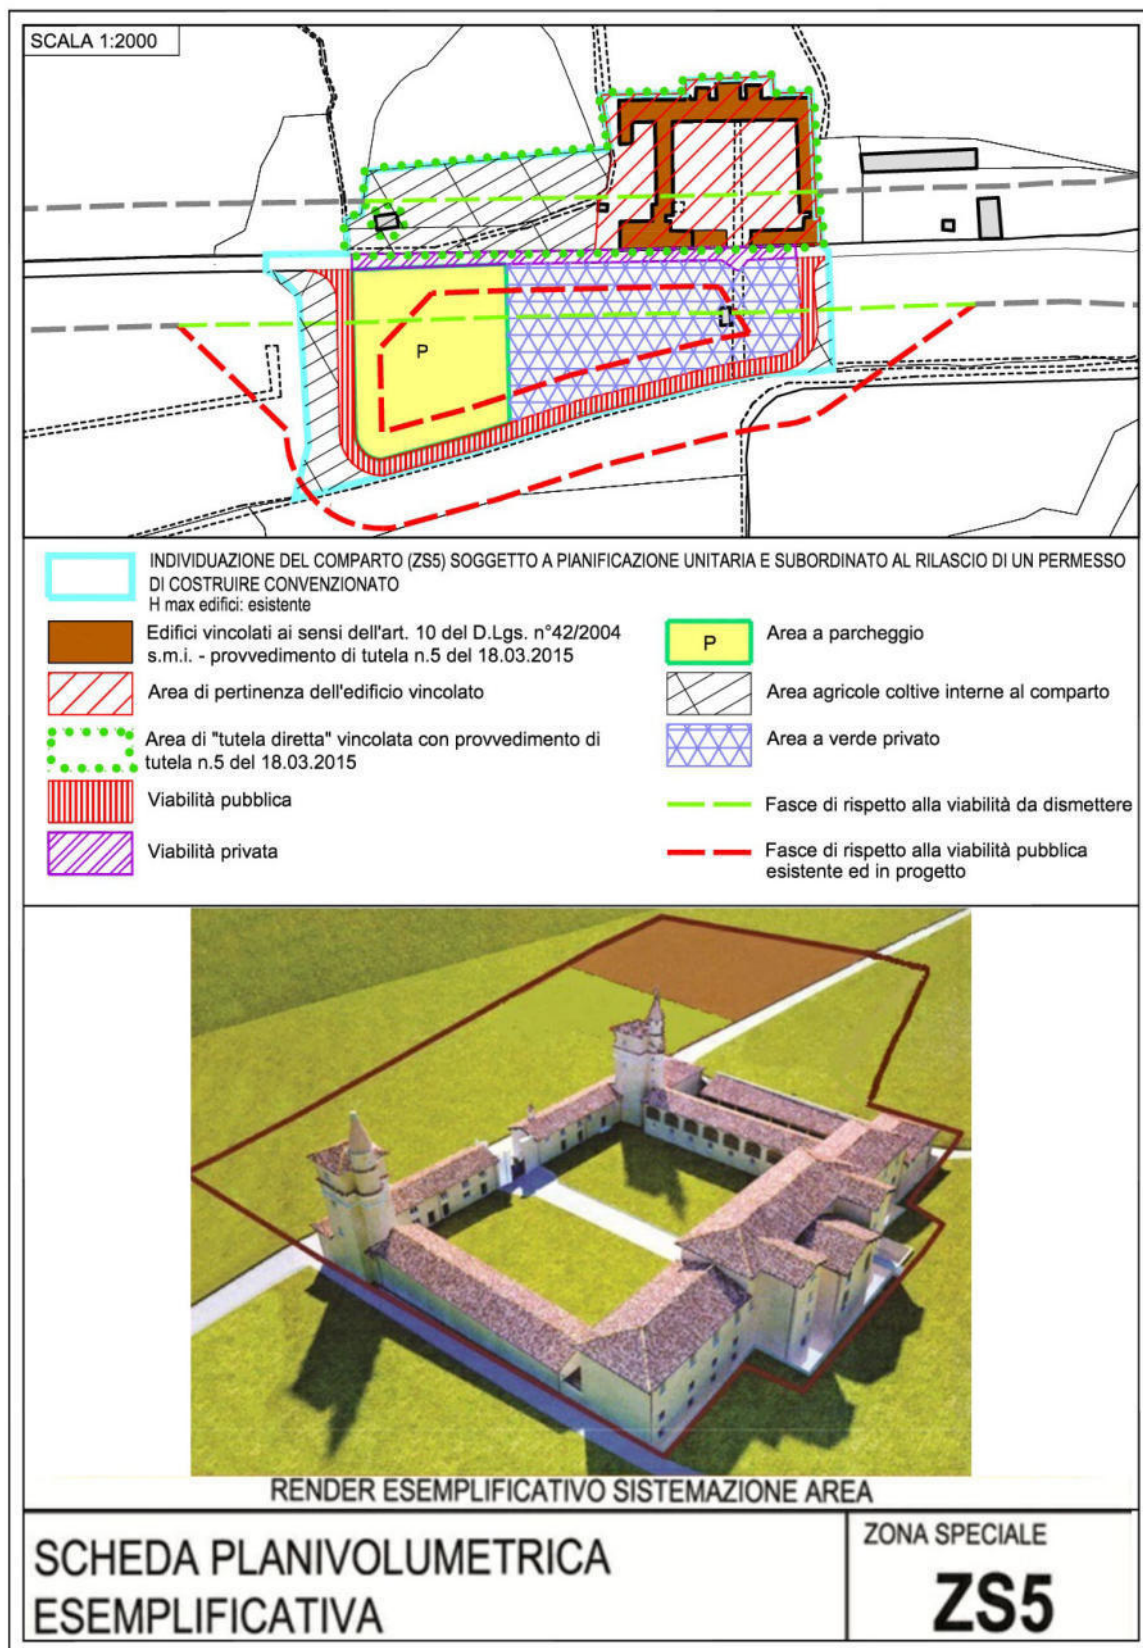 SCALA 1:2000
P
INDIVIDUAZIONE DEL COMPARTO (ZS5) SOGGETTO A PIANIFICAZIONE UNITARIA E SUBORDINATO AL RILASCIO DI UN PERMESSO
DI COSTRUIRE CONVENZIONATO
H max edifici: esistente
Edifici vincolati ai sensi dell'art. 10 del D.Lgs. n°42/2004
s.m.i. - provvedimento di tutela n.5 del 18.03.2015
Area di pertinenza dell'edificio vincolato
Area di "tutela diretta" vincolata con provvedimento di
tutela n.5 del 18.03.2015
Viabilità pubblica
Viabilità privata
P
Area a parcheggio
Area agricole coltive interne al comparto
Area a verde privato
Fasce di rispetto alla viabilità da dismettere
Fasce di rispetto alla viabilità pubblica
esistente ed in progetto
RENDER ESEMPLIFICATIVO SISTEMAZIONE AREA
SCHEDA PLANIVOLUMETRICA
ESEMPLIFICATIVA
ZONA SPECIALE
ZS5